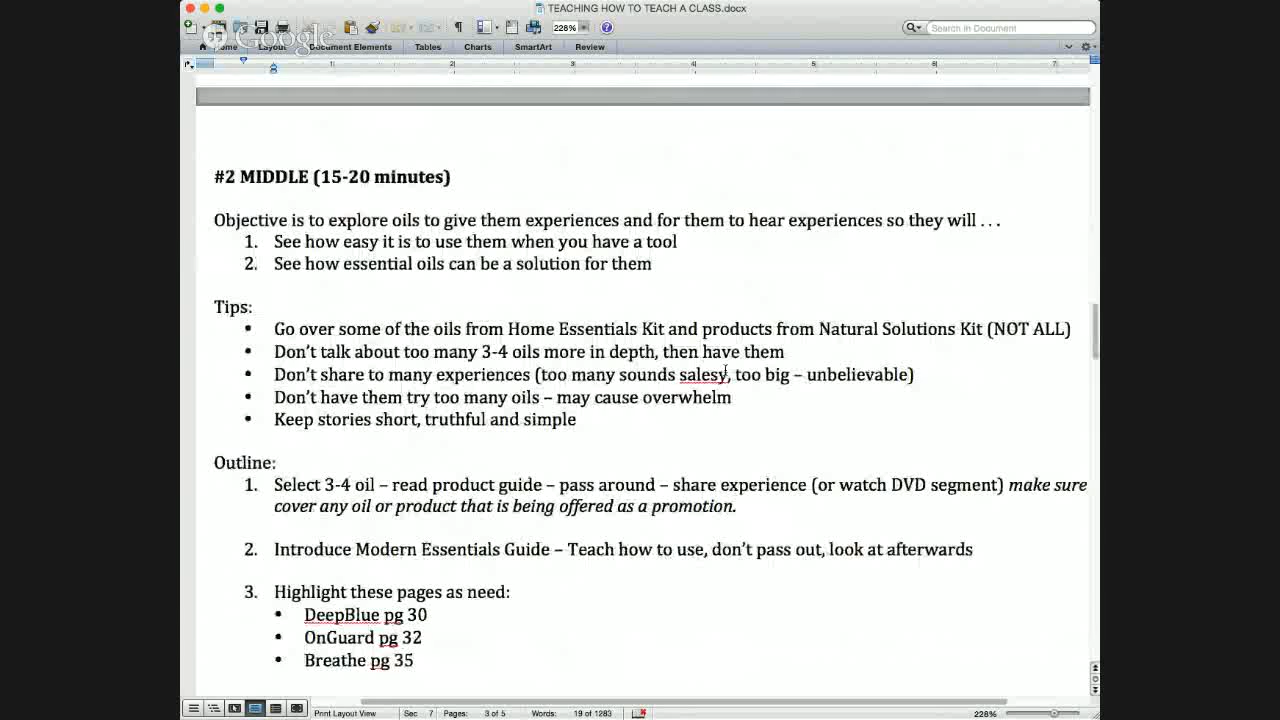 TEACHING HOW TO TEACH A CLASS.docx
228%
Search in Document
Google
Home Layout Document Elements Tables Charts SmartArt Review
1 2 3 4 5 6 7
#2 MIDDLE (15-20 minutes)
Objective is to explore oils to give them experiences and for them to hear experiences so they will . . .
1. See how easy it is to use them when you have a tool
2. See how essential oils can be a solution for them
Tips:
• Go over some of the oils from Home Essentials Kit and products from Natural Solutions Kit (NOT ALL)
• Don’t talk about too many 3-4 oils more in depth, then have them
• Don’t share to many experiences (too many sounds salesy, too big – unbelievable)
• Don’t have them try too many oils – may cause overwhelm
• Keep stories short, truthful and simple
Outline:
1. Select 3-4 oil – read product guide – pass around – share experience (or watch DVD segment) make sure
cover any oil or product that is being offered as a promotion.
2. Introduce Modern Essentials Guide – Teach how to use, don’t pass out, look at afterwards
3. Highlight these pages as need:
• DeepBlue pg 30
• OnGuard pg 32
• Breathe pg 35
Print Layout View Sec 7 Pages: 3 of 5 Words: 19 of 1283 228%